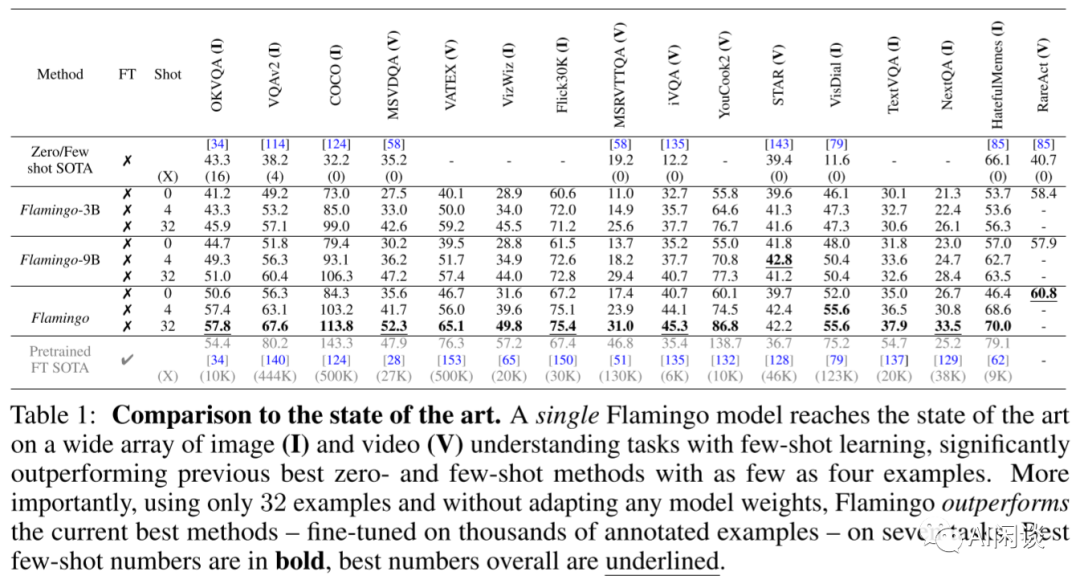 Method FT Shot OKVQA (I) VQAv2 (I) COCO (I) MSVDQA (V) VATEX (V) VizWiz (I) Flick30K (I) MSRVTTQA (V) iVQA (V) YouCook2 (V) STAR (V) VisDial (I) TextVQA (I) NextQA (I) HatefulMemes (I) RareAct (V)
[34] [114] [124] [58] [58] [135] [143] [79] [85] [85]
Zero/Few ✗ 43.3 38.2 32.2 35.2 - - - 19.2 12.2 - 39.4 11.6 - - 66.1 40.7
shot SOTA (X) (16) (4) (0) (0) (0) (0) (0) (0) (0) (0)
✗ 0 41.2 49.2 73.0 27.5 40.1 28.9 60.6 11.0 32.7 55.8 39.6 46.1 30.1 21.3 53.7 58.4
Flamingo-3B ✗ 4 43.3 53.2 85.0 33.0 50.0 34.0 72.0 14.9 35.7 64.6 41.3 47.3 32.7 22.4 53.6 -
✗ 32 45.9 57.1 99.0 42.6 59.2 45.5 71.2 25.6 37.7 76.7 41.6 47.3 30.6 26.1 56.3 -
✗ 0 44.7 51.8 79.4 30.2 39.5 28.8 61.5 13.7 35.2 55.0 41.8 48.0 31.8 23.0 57.0 57.9
Flamingo-9B ✗ 4 49.3 56.3 93.1 36.2 51.7 34.9 72.6 18.2 37.7 70.8 42.8 50.4 33.6 24.7 62.7 -
✗ 32 51.0 60.4 106.3 47.2 57.4 44.0 72.8 29.4 40.7 77.3 41.2 50.4 32.6 28.4 63.5 -
✗ 0 50.6 56.3 84.3 35.6 46.7 31.6 67.2 17.4 40.7 60.1 39.7 52.0 35.0 26.7 46.4 60.8
Flamingo ✗ 4 57.4 63.1 103.2 41.7 56.0 39.6 75.1 23.9 44.1 74.5 42.4 55.6 36.5 30.8 68.6 -
✗ 32 57.8 67.6 113.8 52.3 65.1 49.8 75.4 31.0 45.3 86.8 42.2 55.6 37.9 33.5 70.0 -
Pretrained 54.4 80.2 143.3 47.9 76.3 57.2 67.4 46.8 35.4 138.7 36.7 75.2 54.7 25.2 79.1
FT SOTA ✔ [34] [140] [124] [28] [153] [65] [150] [51] [135] [132] [128] [79] [137] [129] [62] -
(X) (10K) (444K) (500K) (27K) (500K) (20K) (30K) (130K) (6K) (10K) (46K) (123K) (20K) (38K) (9K)
Table 1: Comparison to the state of the art. A single Flamingo model reaches the state of the art
on a wide array of image (I) and video (V) understanding tasks with few-shot learning, significantly
outperforming previous best zero- and few-shot methods with as few as four examples. More
importantly, using only 32 examples and without adapting any model weights, Flamingo outperforms
the current best methods – fine-tuned on thousands of annotated examples – on seven tasks. Best
few-shot numbers are in bold, best numbers overall are underlined.
AI闲谈